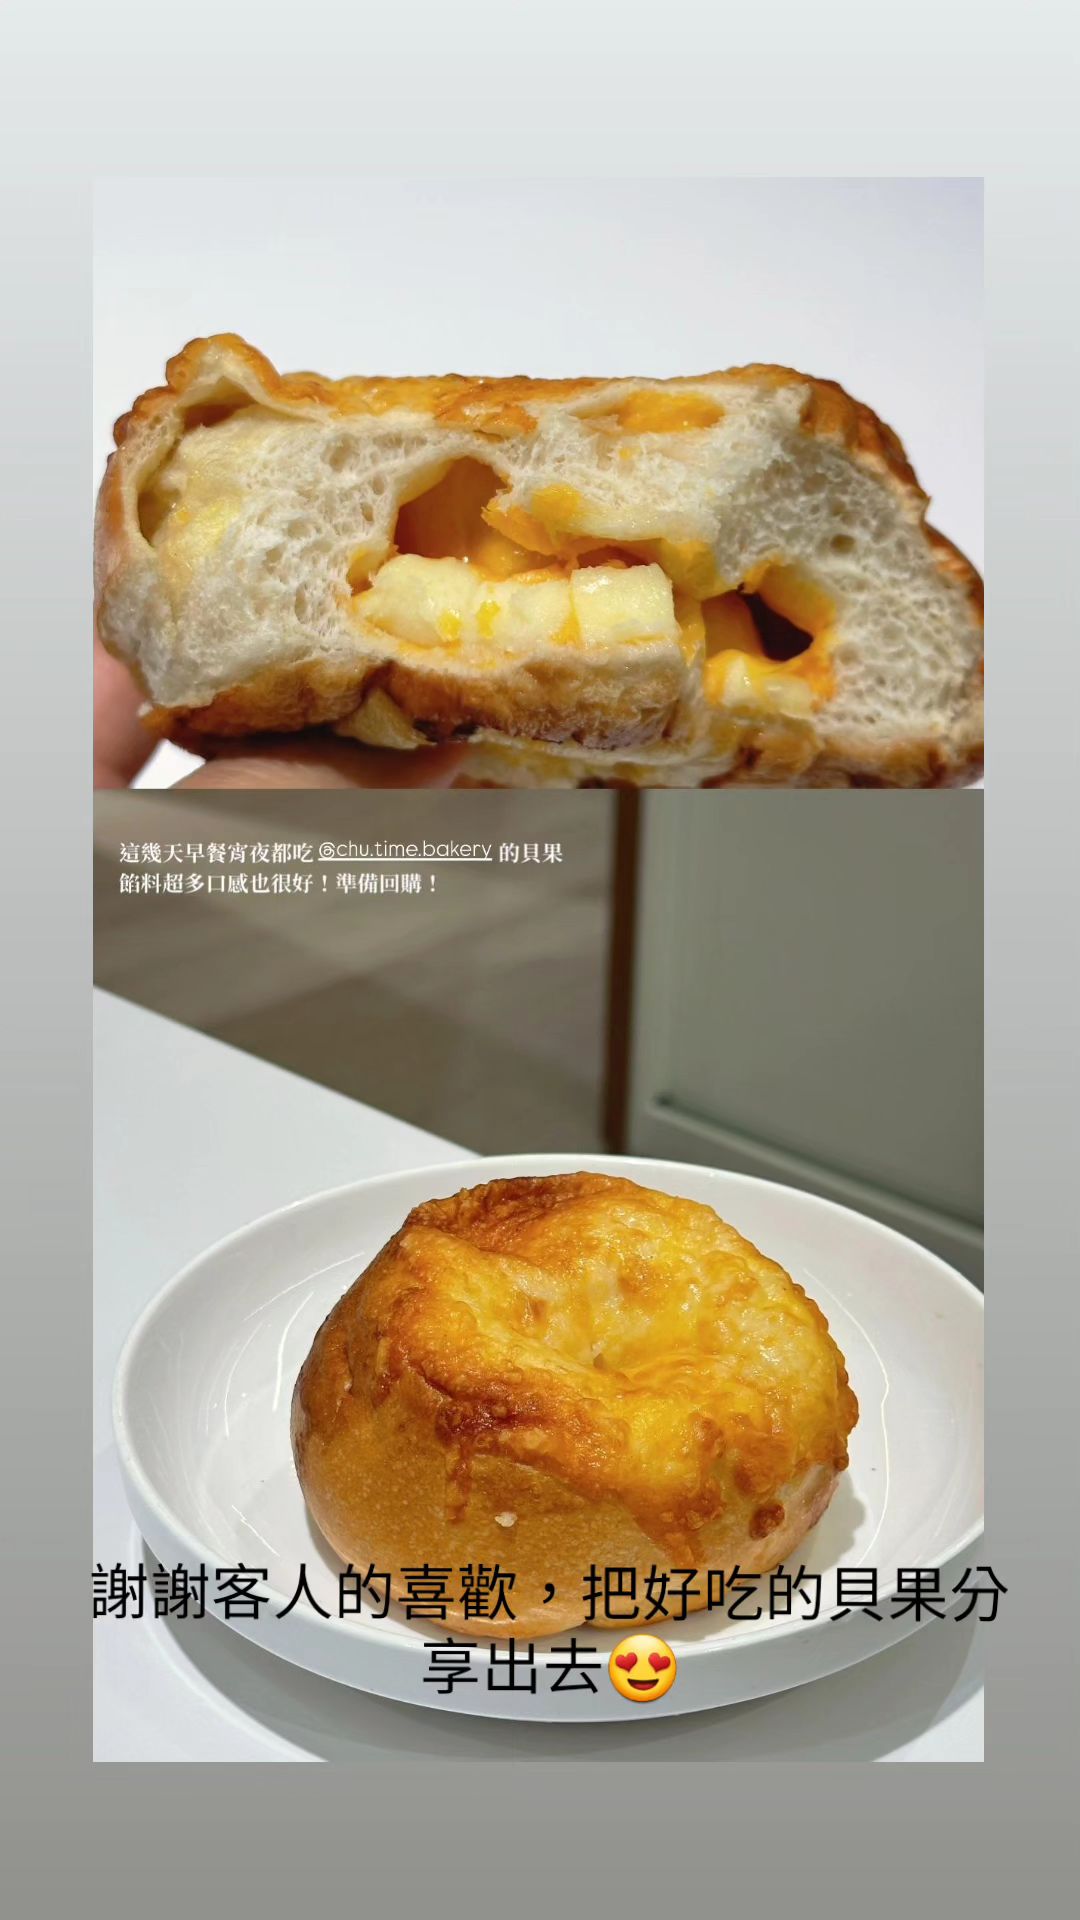 這幾天早餐宵夜都吃 @chu.time.bakery 的貝果
餡料超多口感也很好！準備回購！
謝謝客人的喜歡，把好吃的貝果分
享出去😍